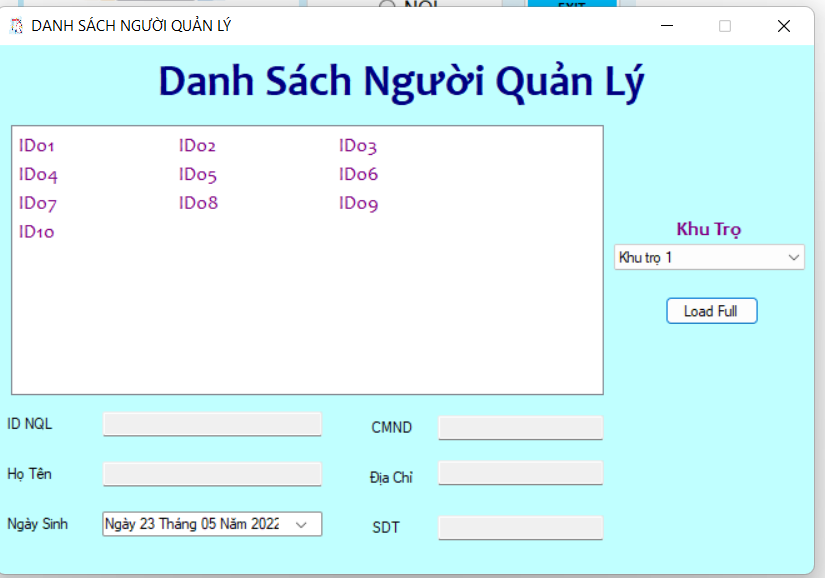 NQL
EXIT
DANH SÁCH NGƯỜI QUẢN LÝ
Danh Sách Người Quản Lý
ID01 ID02 ID03
ID04 ID05 ID06
ID07 ID08 ID09
ID10
Khu Trọ
Khu trọ 1
Load Full
ID NQL
CMND
Họ Tên
Địa Chỉ
Ngày Sinh
Ngày 23 Tháng 05 Năm 2022
SDT